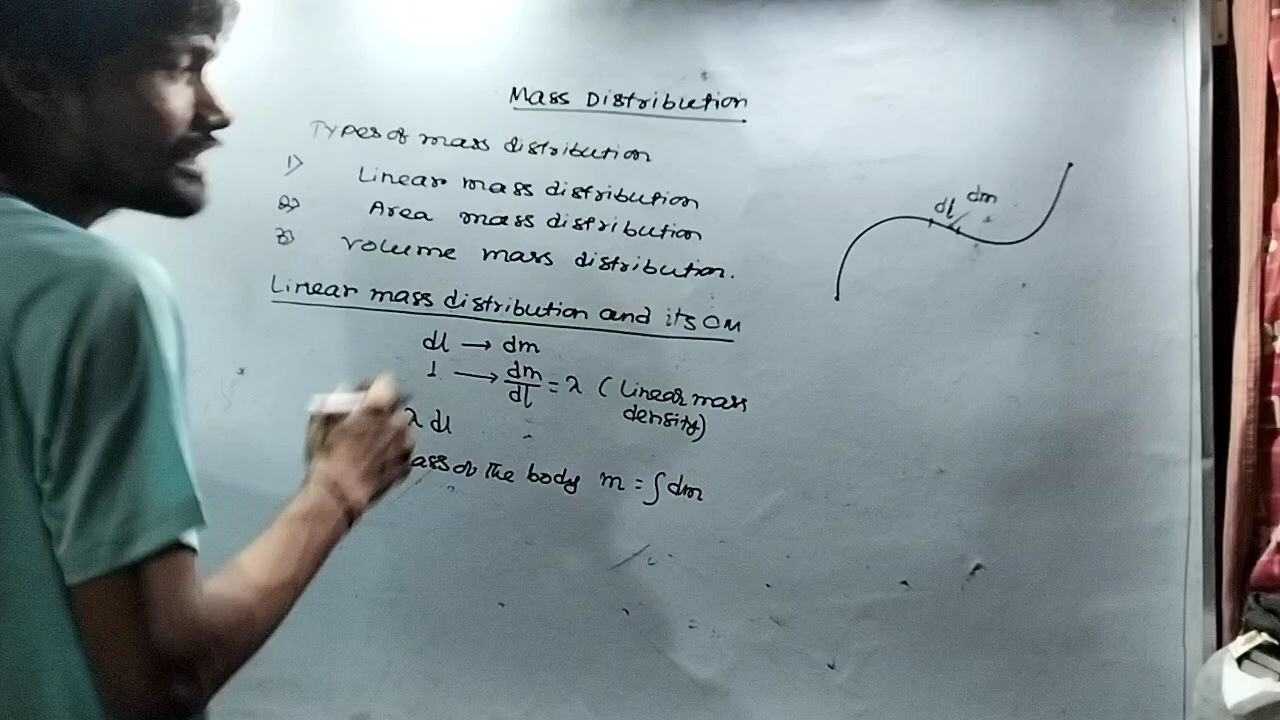 Mass Distribution
Types of mass distribution
1) Linear mass distribution
2) Area mass distribution
3) Volume mass distribution.
Linear mass distribution and its CM
dl → dm
1 → dm/dl = λ (Linear mass density)
λ dl
of the body m = ∫ dm
dl dm